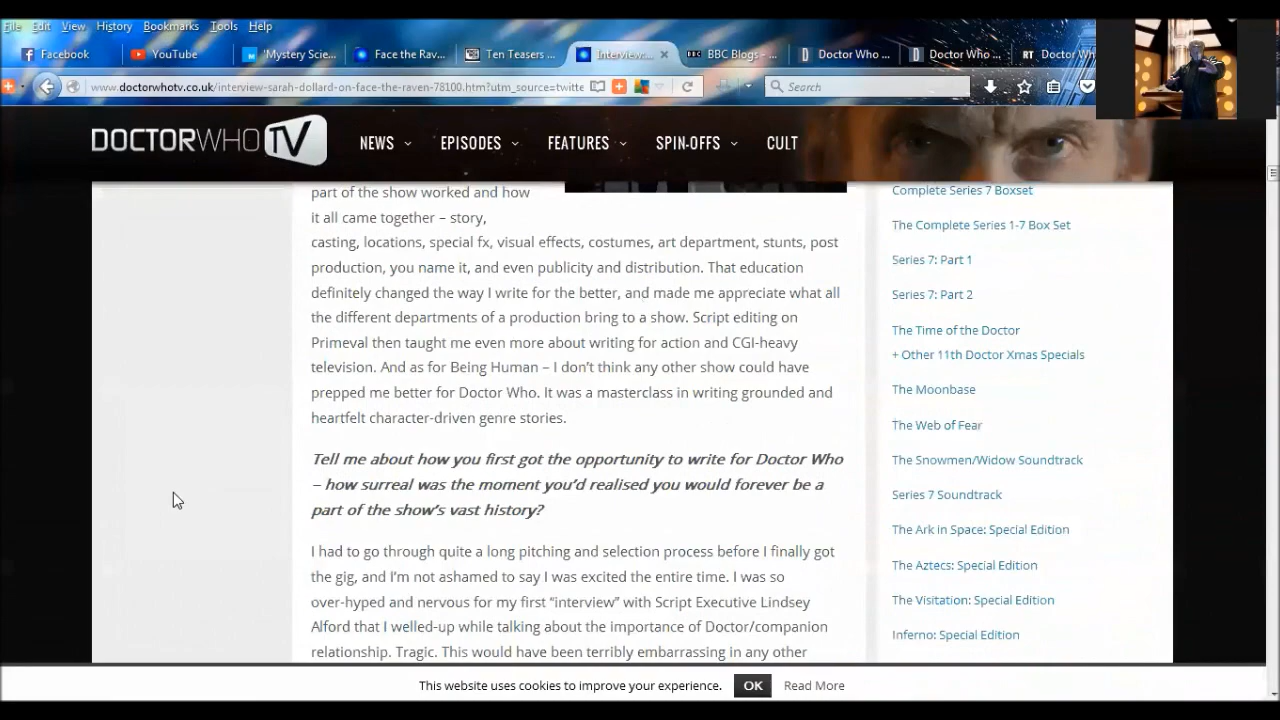 File Edit View History Bookmarks Tools Help
Facebook YouTube 'Mystery Scie... Face the Rav... Ten Teasers ... Interview:... BBC Blogs - ... Doctor Who ... Doctor Who ... RT Doctor Wh
www.doctorwhotv.co.uk/interview-sarah-dollard-on-face-the-raven-78100.htm?utm_source=twitte Search
DOCTORWHO TV NEWS EPISODES FEATURES SPIN-OFFS CULT
part of the show worked and how
it all came together – story,
casting, locations, special fx, visual effects, costumes, art department, stunts, post
production, you name it, and even publicity and distribution. That education
definitely changed the way I write for the better, and made me appreciate what all
the different departments of a production bring to a show. Script editing on
Primeval then taught me even more about writing for action and CGI-heavy
television. And as for Being Human – I don't think any other show could have
prepped me better for Doctor Who. It was a masterclass in writing grounded and
heartfelt character-driven genre stories.
Tell me about how you first got the opportunity to write for Doctor Who
– how surreal was the moment you'd realised you would forever be a
part of the show's vast history?
I had to go through quite a long pitching and selection process before I finally got
the gig, and I'm not ashamed to say I was excited the entire time. I was so
over-hyped and nervous for my first “interview” with Script Executive Lindsey
Alford that I welled-up while talking about the importance of Doctor/companion
relationship. Tragic. This would have been terribly embarrassing in any other
Complete Series 7 Boxset
The Complete Series 1-7 Box Set
Series 7: Part 1
Series 7: Part 2
The Time of the Doctor
+ Other 11th Doctor Xmas Specials
The Moonbase
The Web of Fear
The Snowmen/Widow Soundtrack
Series 7 Soundtrack
The Ark in Space: Special Edition
The Aztecs: Special Edition
The Visitation: Special Edition
Inferno: Special Edition
This website uses cookies to improve your experience. OK Read More